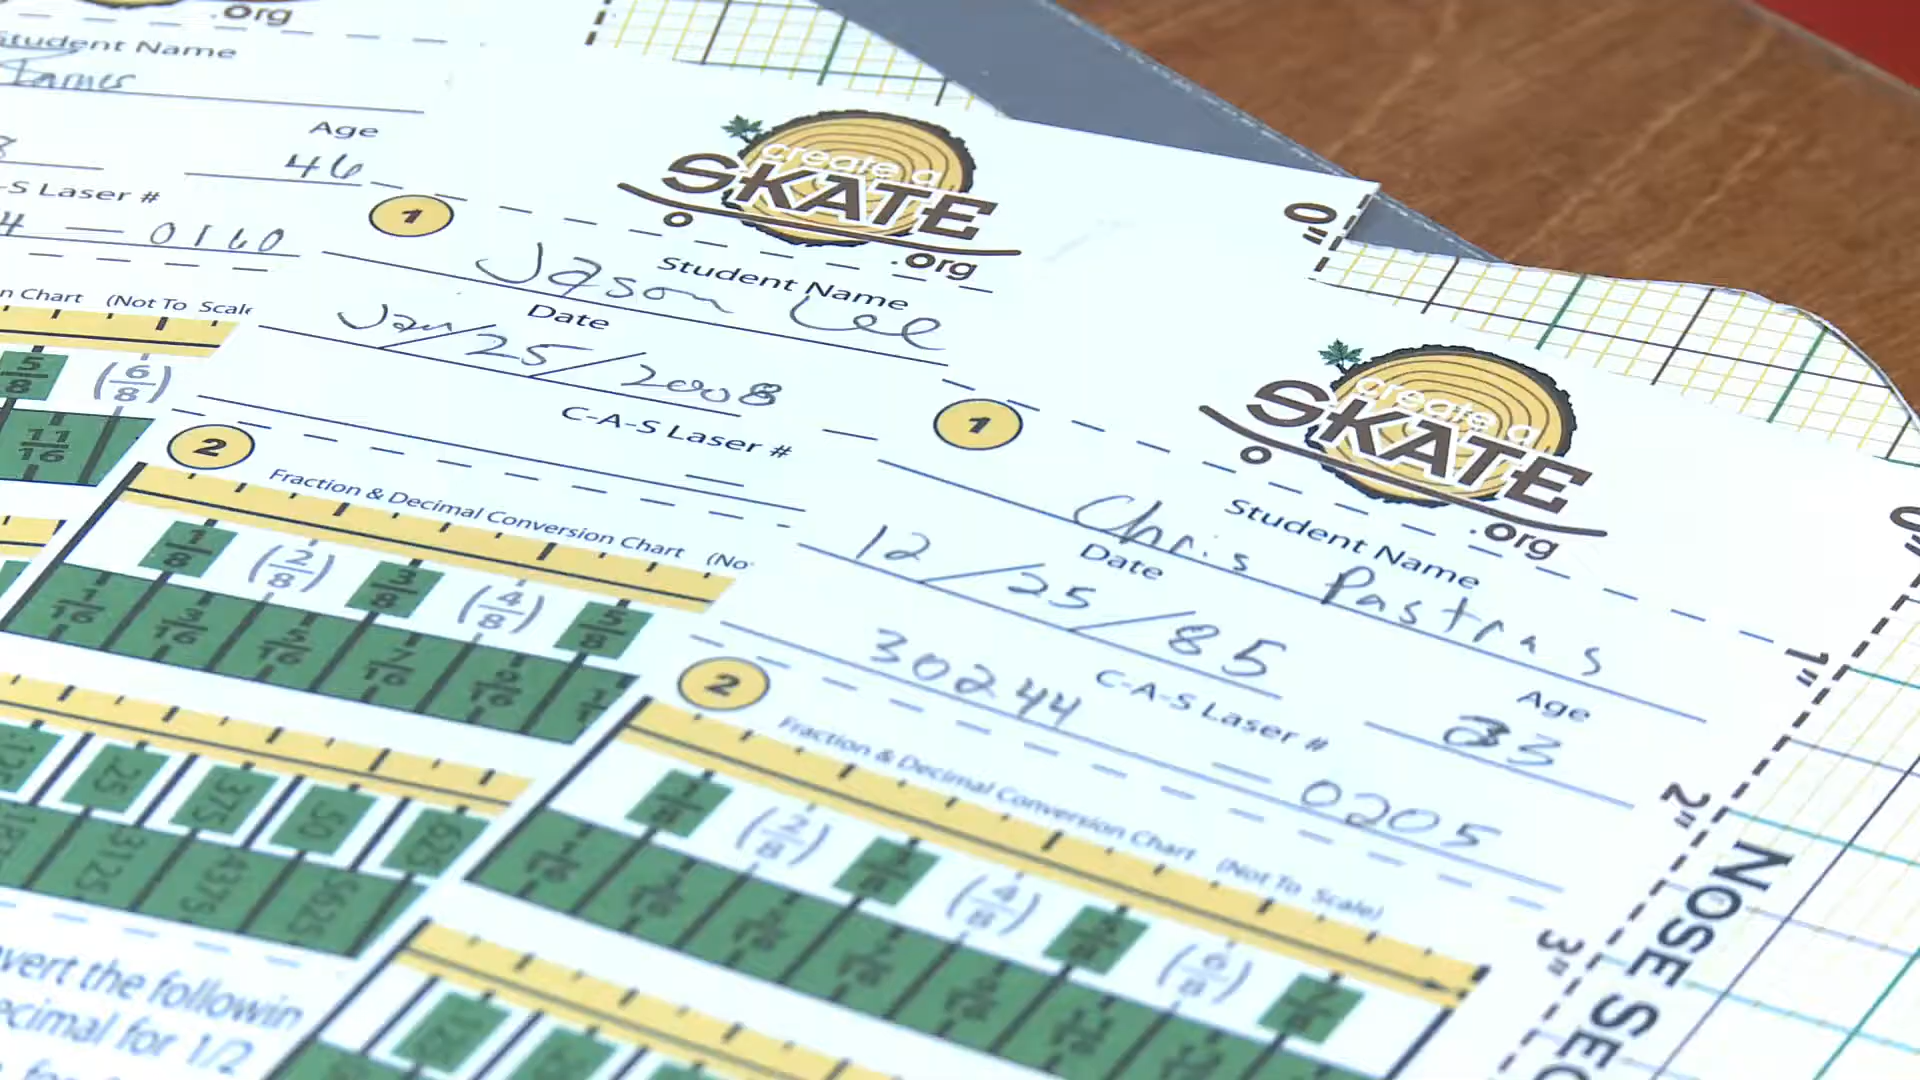 .org
Student Name
Age
46
-S Laser #
4 — 0160
n Chart (Not To Scale
5/8 (6/8)
11/16
1
create a
SKATE
.org
Student Name
Jason Lee
Date
Jan/25/2008
C-A-S Laser #
2
Fraction & Decimal Conversion Chart (No
1/8 (2/8) 3/8 (4/8) 5/8
1/16 3/16 5/16 7/16
.25 .375 .50 .625
.3125 .4375 .5625
vert the followin
ecimal for 1/2
0"
1
create a
SKATE
.org
Student Name
Chris Pastras
Date
12/25/85
Age
33
C-A-S Laser #
30244 — 0205
2
Fraction & Decimal Conversion Chart (Not To Scale)
(2/8) (4/8) (6/8)
1"
2"
3"
NOSE SEC